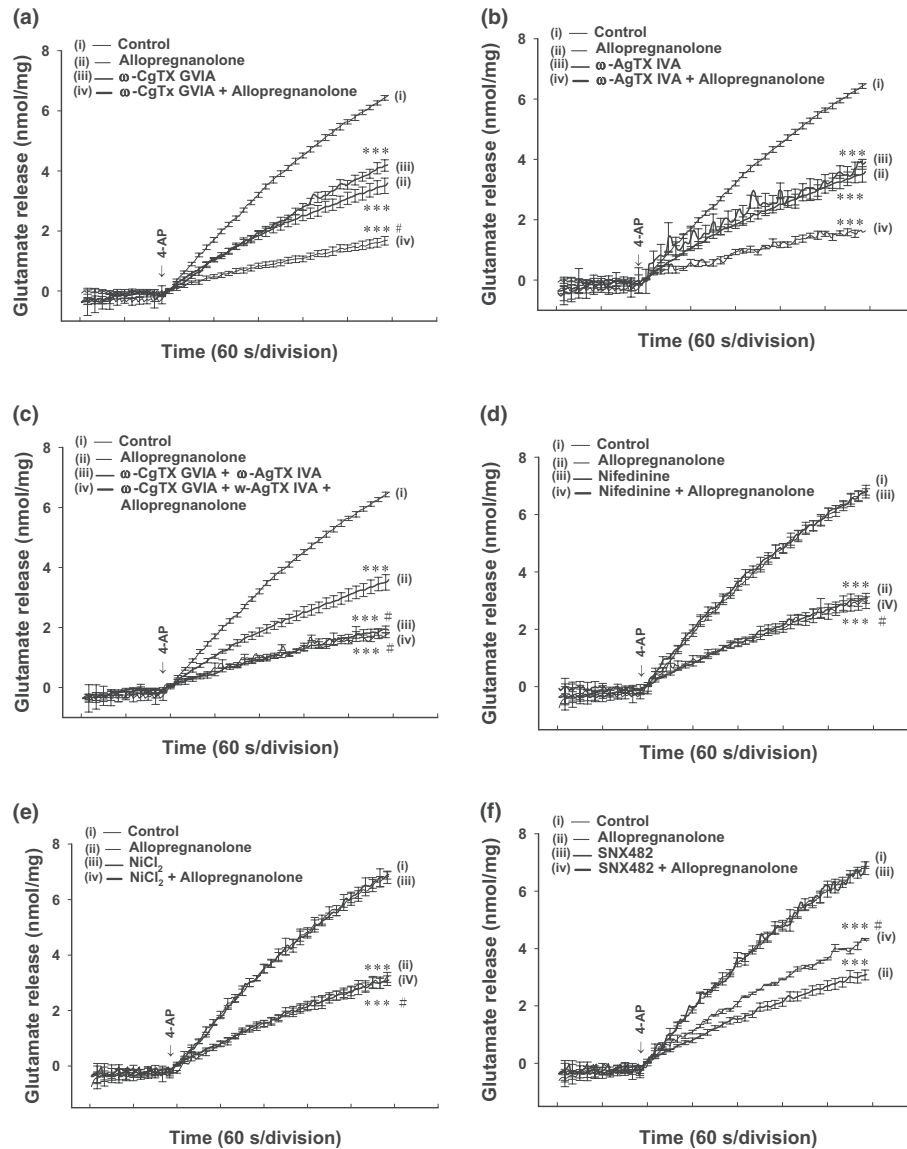 (a)
(i) — Control
(ii) — Allopregnanolone
(iii) — ω-CgTX GVIA
(iv) — ω-CgTx GVIA + Allopregnanolone
Glutamate release (nmol/mg)
8
6
4
2
0
4-AP
↓
(i)
***
(iii)
(ii)
***
*** #
(iv)
Time (60 s/division)
(b)
(i) — Control
(ii) — Allopregnanolone
(iii) — ω-AgTX IVA
(iv) — ω-AgTX IVA + Allopregnanolone
Glutamate release (nmol/mg)
8
6
4
2
0
4-AP
↓
(i)
***
(iii)
(ii)
***
***
(iv)
Time (60 s/division)
(c)
(i) — Control
(ii) — Allopregnanolone
(iii) — ω-CgTX GVIA + ω-AgTX IVA
(iv) — ω-CgTX GVIA + w-AgTX IVA +
Allopregnanolone
Glutamate release (nmol/mg)
8
6
4
2
0
4-AP
↓
(i)
***
(ii)
*** #
(iii)
(iv)
*** #
Time (60 s/division)
(d)
(i) — Control
(ii) — Allopregnanolone
(iii) — Nifedinine
(iv) — Nifedinine + Allopregnanolone
Glutamate release (nmol/mg)
8
6
4
2
0
4-AP
↓
(i)
(iii)
***
(ii)
(iV)
*** #
Time (60 s/division)
(e)
(i) — Control
(ii) — Allopregnanolone
(iii) — NiCl2
(iv) — NiCl2 + Allopregnanolone
Glutamate release (nmol/mg)
8
6
4
2
0
4-AP
↓
(i)
(iii)
***
(ii)
(iv)
*** #
Time (60 s/division)
(f)
(i) — Control
(ii) — Allopregnanolone
(iii) — SNX482
(iv) — SNX482 + Allopregnanolone
Glutamate release (nmol/mg)
8
6
4
2
0
4-AP
↓
(i)
(iii)
*** #
(iv)
***
(ii)
Time (60 s/division)